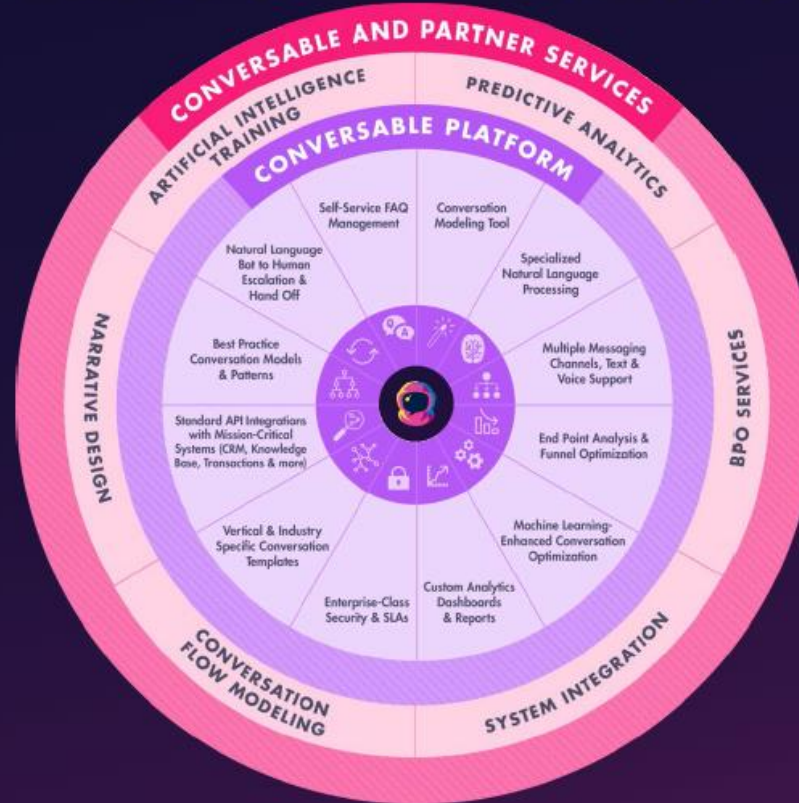 CONVERSABLE AND PARTNER SERVICES
ARTIFICIAL INTELLIGENCE
TRAINING
PREDICTIVE ANALYTICS
BPO SERVICES
SYSTEM INTEGRATION
CONVERSATION
FLOW MODELING
NARRATIVE DESIGN
CONVERSABLE PLATFORM
Self-Service FAQ
Management
Conversation
Modeling Tool
Specialized
Natural Language
Processing
Multiple Messaging
Channels, Text &
Voice Support
End Point Analysis &
Funnel Optimization
Machine Learning-
Enhanced Conversation
Optimization
Custom Analytics
Dashboards
& Reports
Enterprise-Class
Security & SLAs
Vertical & Industry
Specific Conversation
Templates
Standard API Integrations
with Mission-Critical
Systems (CRM, Knowledge
Base, Transactions & more)
Best Practice
Conversation Models
& Patterns
Natural Language
Bot to Human
Escalation &
Hand Off
Q
A